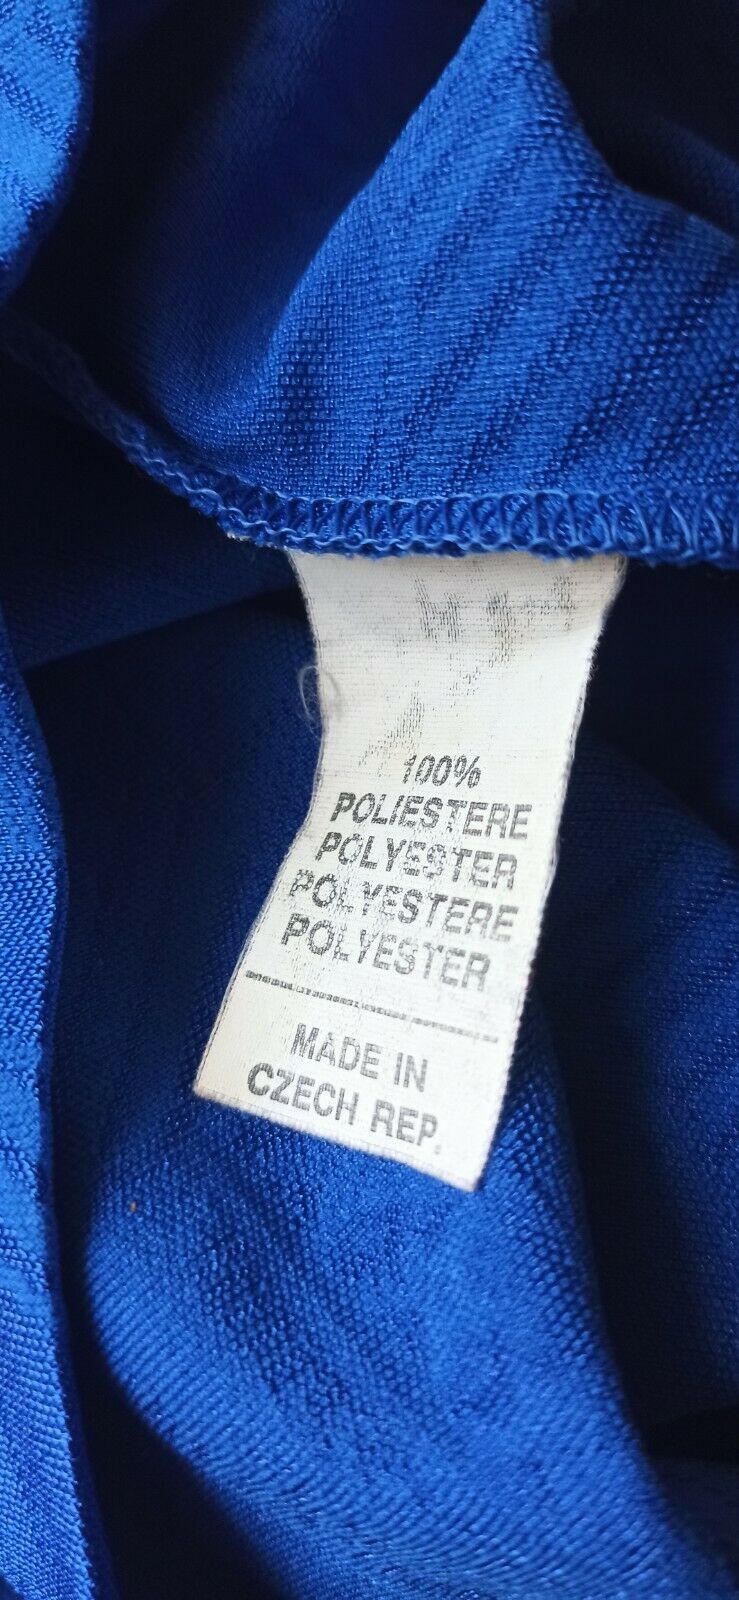 100%
POLIESTERE
POLYESTER
POLYESTERE
POLYESTER
MADE IN
CZECH REP.